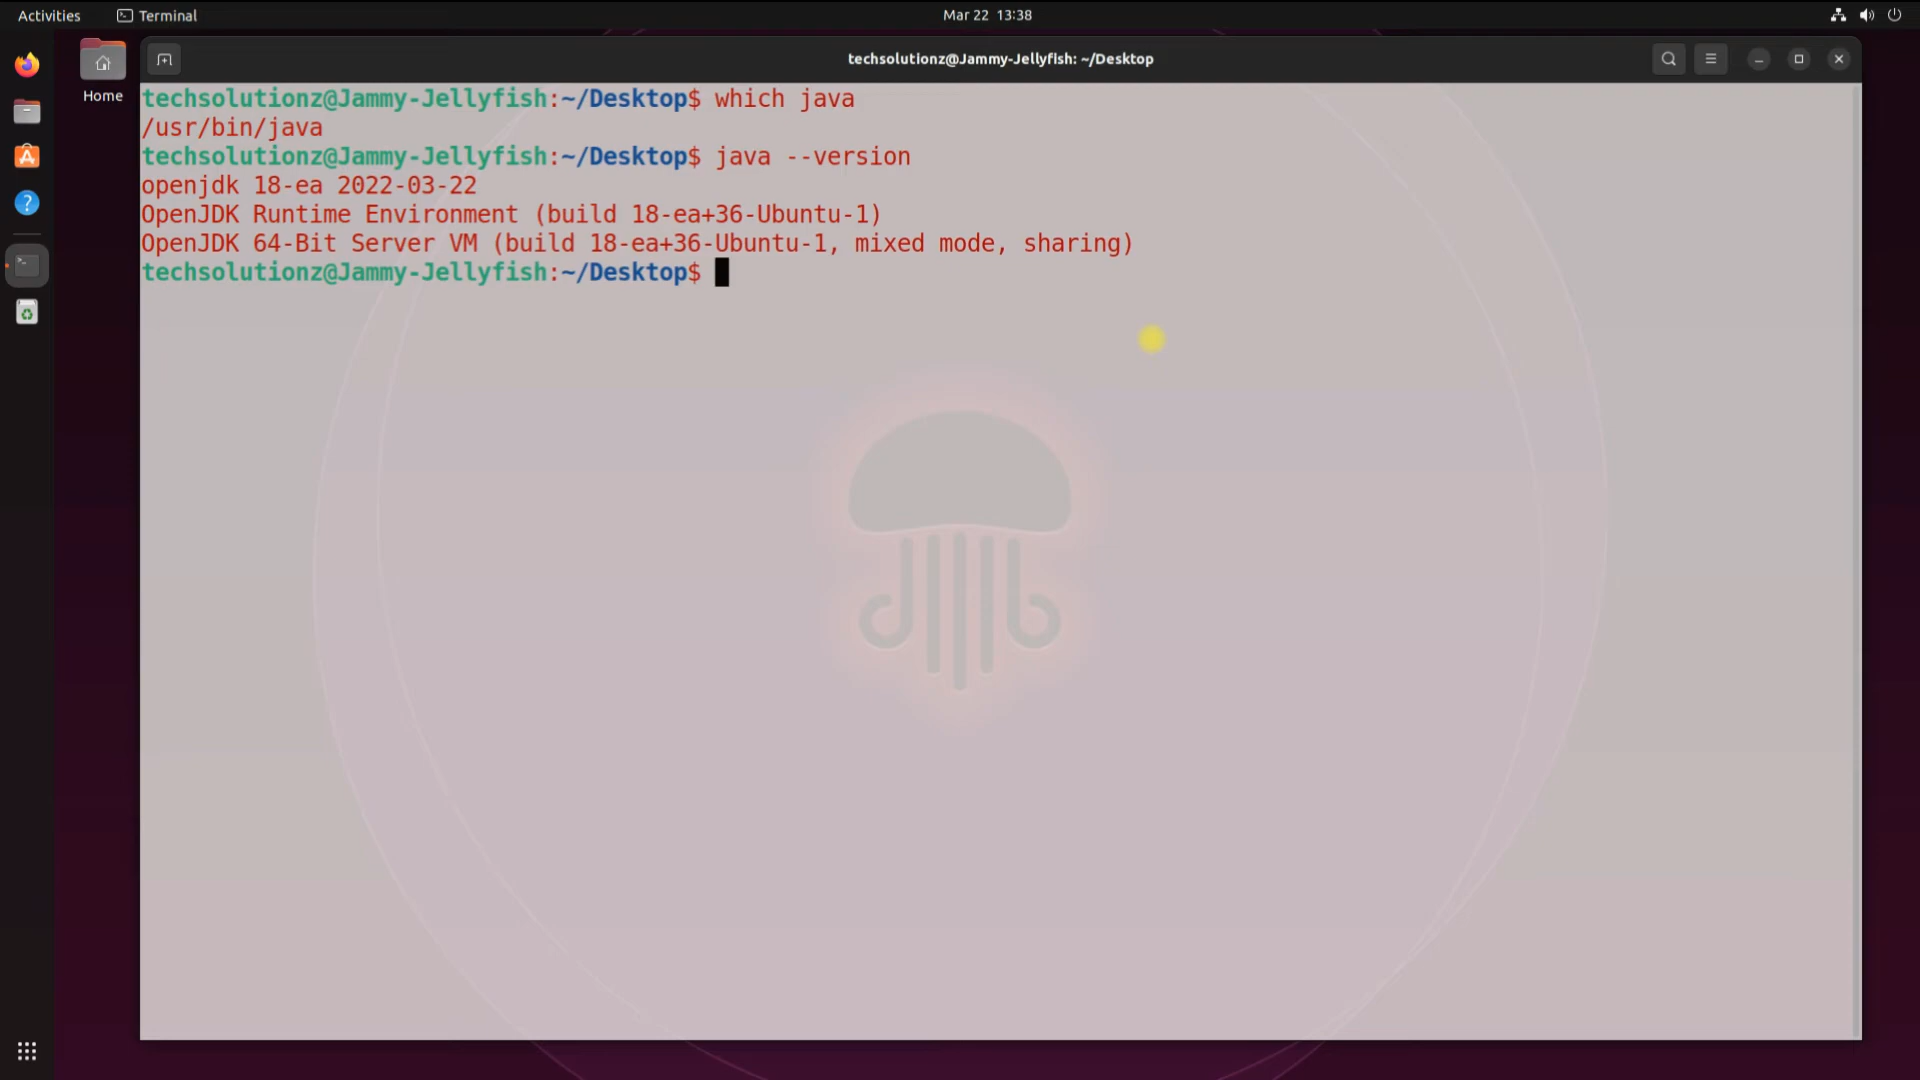 Activities
Terminal
Mar 22 13:38
techsolutionz@Jammy-Jellyfish: ~/Desktop
Home
techsolutionz@Jammy-Jellyfish:~/Desktop$ which java
/usr/bin/java
techsolutionz@Jammy-Jellyfish:~/Desktop$ java --version
openjdk 18-ea 2022-03-22
OpenJDK Runtime Environment (build 18-ea+36-Ubuntu-1)
OpenJDK 64-Bit Server VM (build 18-ea+36-Ubuntu-1, mixed mode, sharing)
techsolutionz@Jammy-Jellyfish:~/Desktop$